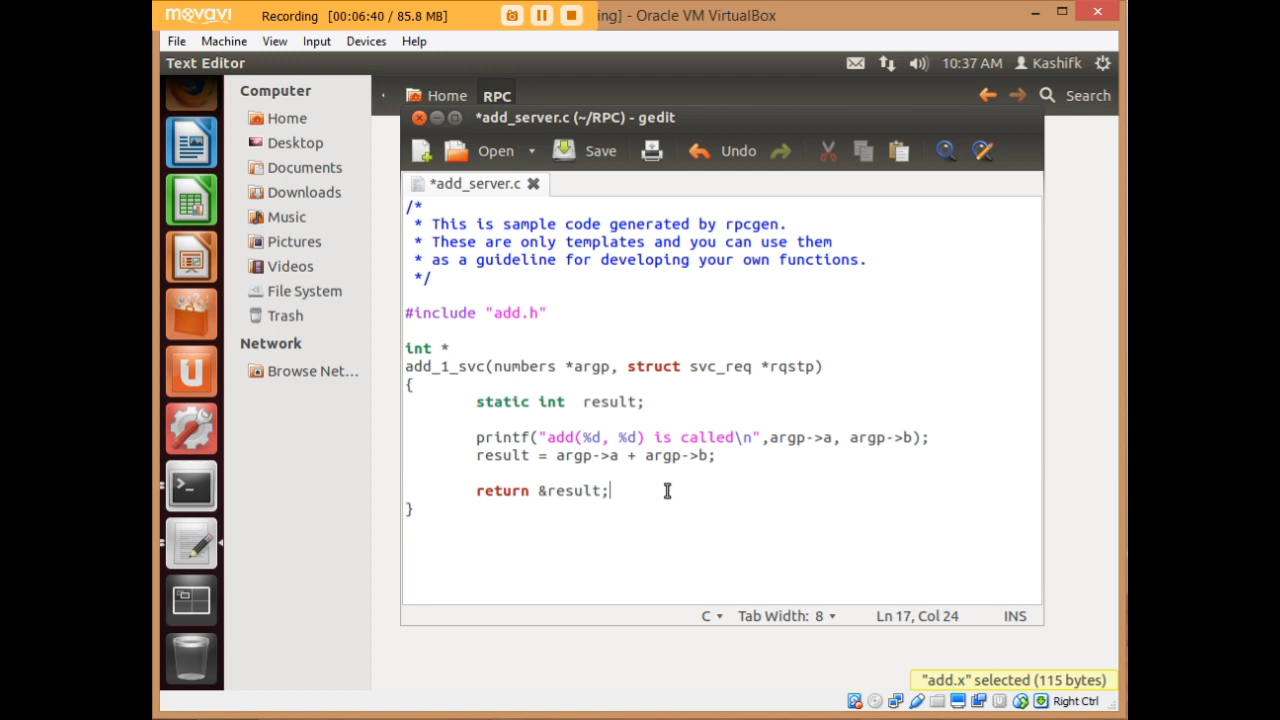 movavi
Recording [00:06:40 / 85.8 MB]
ing] - Oracle VM VirtualBox
File Machine View Input Devices Help
Text Editor
10:37 AM Kashifk
Computer
Home
Desktop
Documents
Downloads
Music
Pictures
Videos
File System
Trash
Network
Browse Net...
Home RPC Search
*add_server.c (~/RPC) - gedit
Open Save Undo
*add_server.c
/*
* This is sample code generated by rpcgen.
* These are only templates and you can use them
* as a guideline for developing your own functions.
*/
#include "add.h"
int *
add_1_svc(numbers *argp, struct svc_req *rqstp)
{
static int result;
printf("add(%d, %d) is called\n",argp->a, argp->b);
result = argp->a + argp->b;
return &result;
}
C Tab Width: 8 Ln 17, Col 24 INS
"add.x" selected (115 bytes)
Right Ctrl